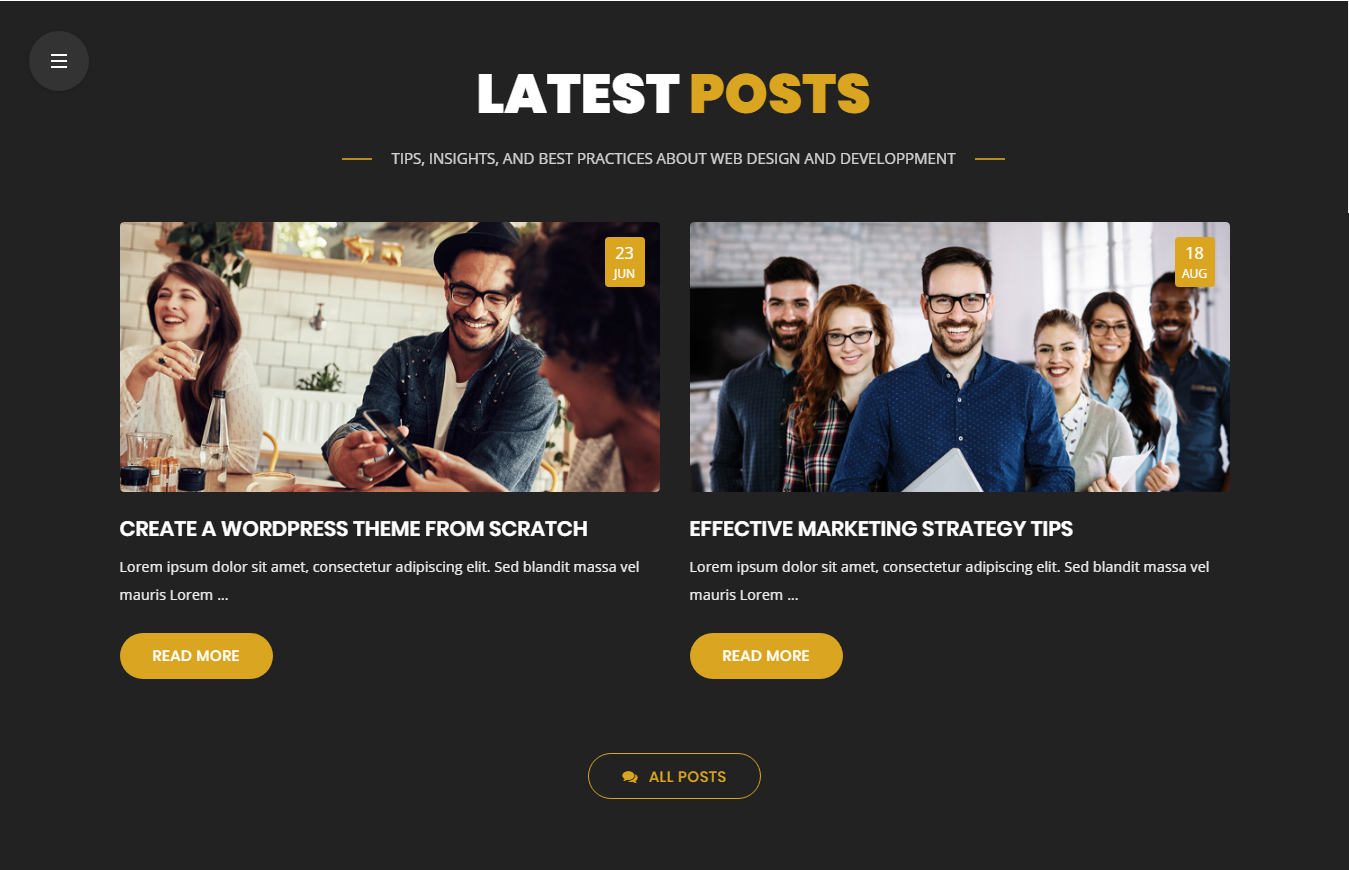 LATEST POSTS
TIPS, INSIGHTS, AND BEST PRACTICES ABOUT WEB DESIGN AND DEVELOPPMENT
23
JUN
18
AUG
CREATE A WORDPRESS THEME FROM SCRATCH
Lorem ipsum dolor sit amet, consectetur adipiscing elit. Sed blandit massa vel
mauris Lorem ...
READ MORE
EFFECTIVE MARKETING STRATEGY TIPS
Lorem ipsum dolor sit amet, consectetur adipiscing elit. Sed blandit massa vel
mauris Lorem ...
READ MORE
ALL POSTS